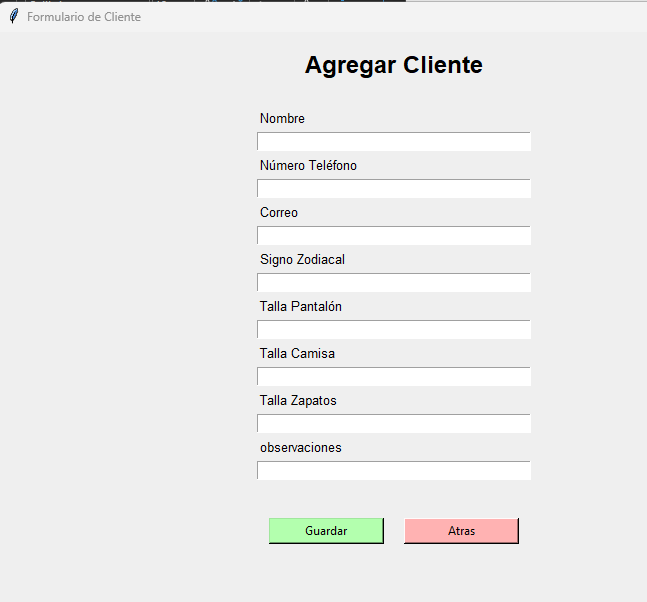 Formulario de Cliente
Agregar Cliente
Nombre
Número Teléfono
Correo
Signo Zodiacal
Talla Pantalón
Talla Camisa
Talla Zapatos
observaciones
Guardar Atras